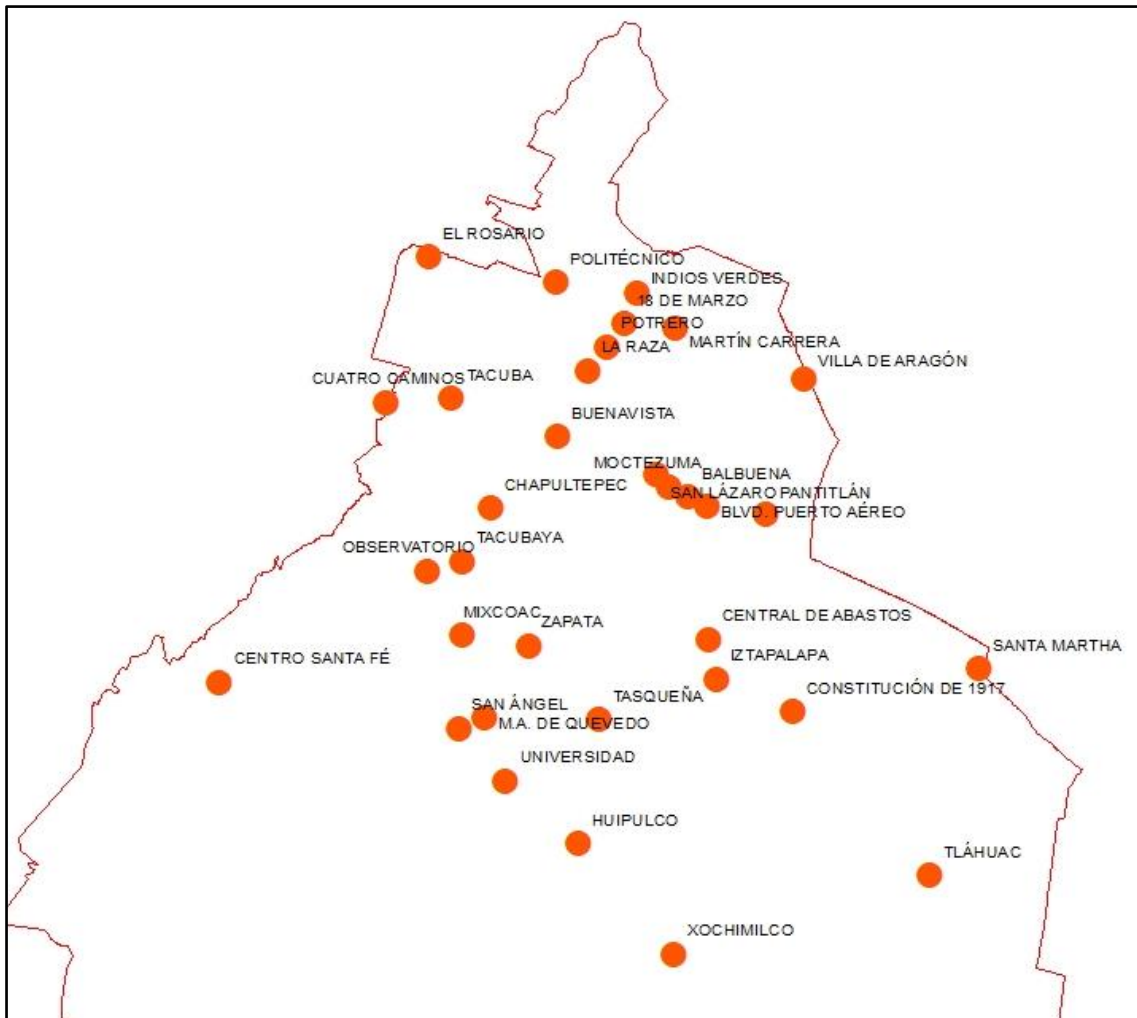 EL ROSARIO
POLITÉCNICO
INDIOS VERDES
18 DE MARZO
POTRERO
MARTÍN CARRERA
LA RAZA
VILLA DE ARAGÓN
CUATRO CAMINOS
TACUBA
BUENAVISTA
MOCTEZUMA
BALBUENA
CHAPULTEPEC
SAN LÁZARO
PANTITLÁN
BLVD. PUERTO AÉREO
OBSERVATORIO
TACUBAYA
MIXCOAC
ZAPATA
CENTRAL DE ABASTOS
SANTA MARTHA
CENTRO SANTA FÉ
IZTAPALAPA
CONSTITUCIÓN DE 1917
TASQUEÑA
SAN ÁNGEL
M.A. DE QUEVEDO
UNIVERSIDAD
HUIPULCO
TLÁHUAC
XOCHIMILCO